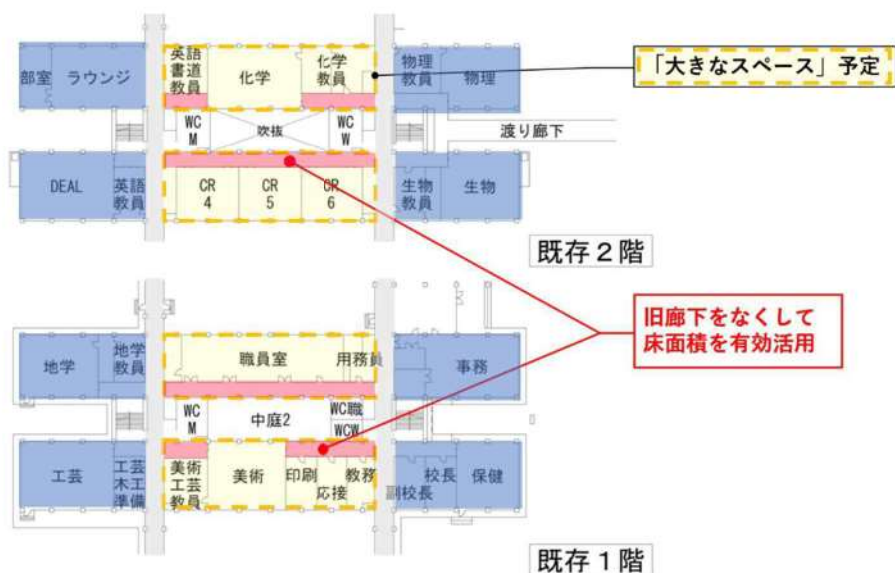 英語
書道
教員
化学
化学
教員
物理
教員
物理
部室
ラウンジ
「大きなスペース」予定
WC
M
吹抜
WC
W
渡り廊下
DEAL
英語
教員
CR
4
CR
5
CR
6
生物
教員
生物
既存2階
旧廊下をなくして
床面積を有効活用
地学
地学
教員
職員室
用務員
事務
WC
M
中庭2
WC職
WCW
工芸
工芸
木工
準備
美術
工芸
教員
美術
印刷
応接
教務
副校長
校長
保健
既存1階